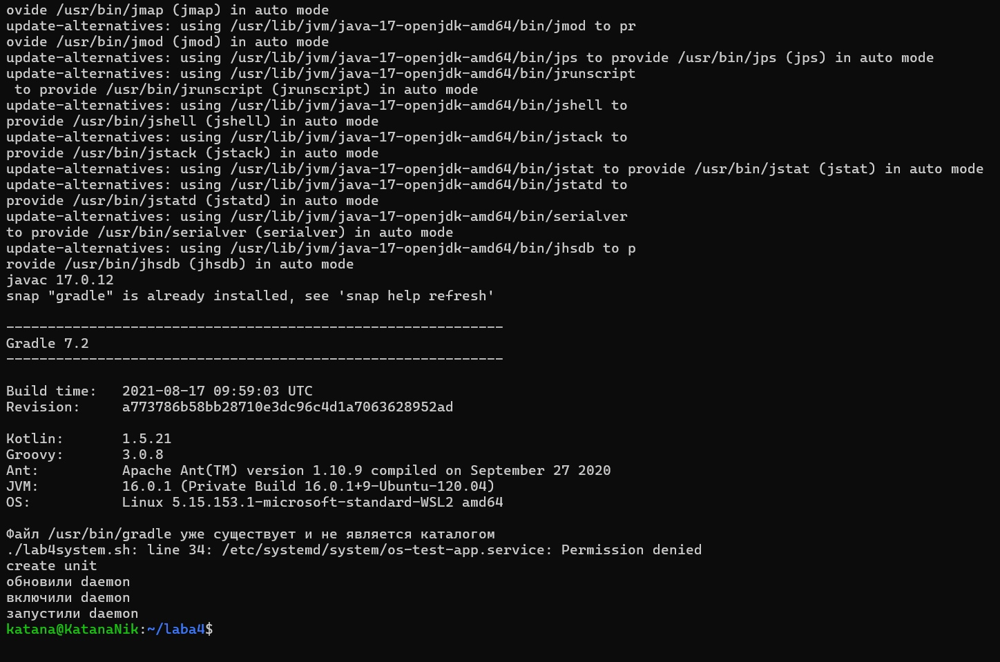 ovide /usr/bin/jmap (jmap) in auto mode
update-alternatives: using /usr/lib/jvm/java-17-openjdk-amd64/bin/jmod to pr
ovide /usr/bin/jmod (jmod) in auto mode
update-alternatives: using /usr/lib/jvm/java-17-openjdk-amd64/bin/jps to provide /usr/bin/jps (jps) in auto mode
update-alternatives: using /usr/lib/jvm/java-17-openjdk-amd64/bin/jrunscript
 to provide /usr/bin/jrunscript (jrunscript) in auto mode
update-alternatives: using /usr/lib/jvm/java-17-openjdk-amd64/bin/jshell to
provide /usr/bin/jshell (jshell) in auto mode
update-alternatives: using /usr/lib/jvm/java-17-openjdk-amd64/bin/jstack to
provide /usr/bin/jstack (jstack) in auto mode
update-alternatives: using /usr/lib/jvm/java-17-openjdk-amd64/bin/jstat to provide /usr/bin/jstat (jstat) in auto mode
update-alternatives: using /usr/lib/jvm/java-17-openjdk-amd64/bin/jstatd to
provide /usr/bin/jstatd (jstatd) in auto mode
update-alternatives: using /usr/lib/jvm/java-17-openjdk-amd64/bin/serialver
to provide /usr/bin/serialver (serialver) in auto mode
update-alternatives: using /usr/lib/jvm/java-17-openjdk-amd64/bin/jhsdb to p
rovide /usr/bin/jhsdb (jhsdb) in auto mode
javac 17.0.12
snap "gradle" is already installed, see 'snap help refresh'
------------------------------------------------------------
Gradle 7.2
------------------------------------------------------------
Build time:   2021-08-17 09:59:03 UTC
Revision:     a773786b58bb28710e3dc96c4d1a7063628952ad
Kotlin:       1.5.21
Groovy:       3.0.8
Ant:          Apache Ant(TM) version 1.10.9 compiled on September 27 2020
JVM:          16.0.1 (Private Build 16.0.1+9-Ubuntu-120.04)
OS:           Linux 5.15.153.1-microsoft-standard-WSL2 amd64
Файл /usr/bin/gradle уже существует и не является каталогом
./lab4system.sh: line 34: /etc/systemd/system/os-test-app.service: Permission denied
create unit
обновили daemon
включили daemon
запустили daemon
katana@KatanaNik:~/laba4$